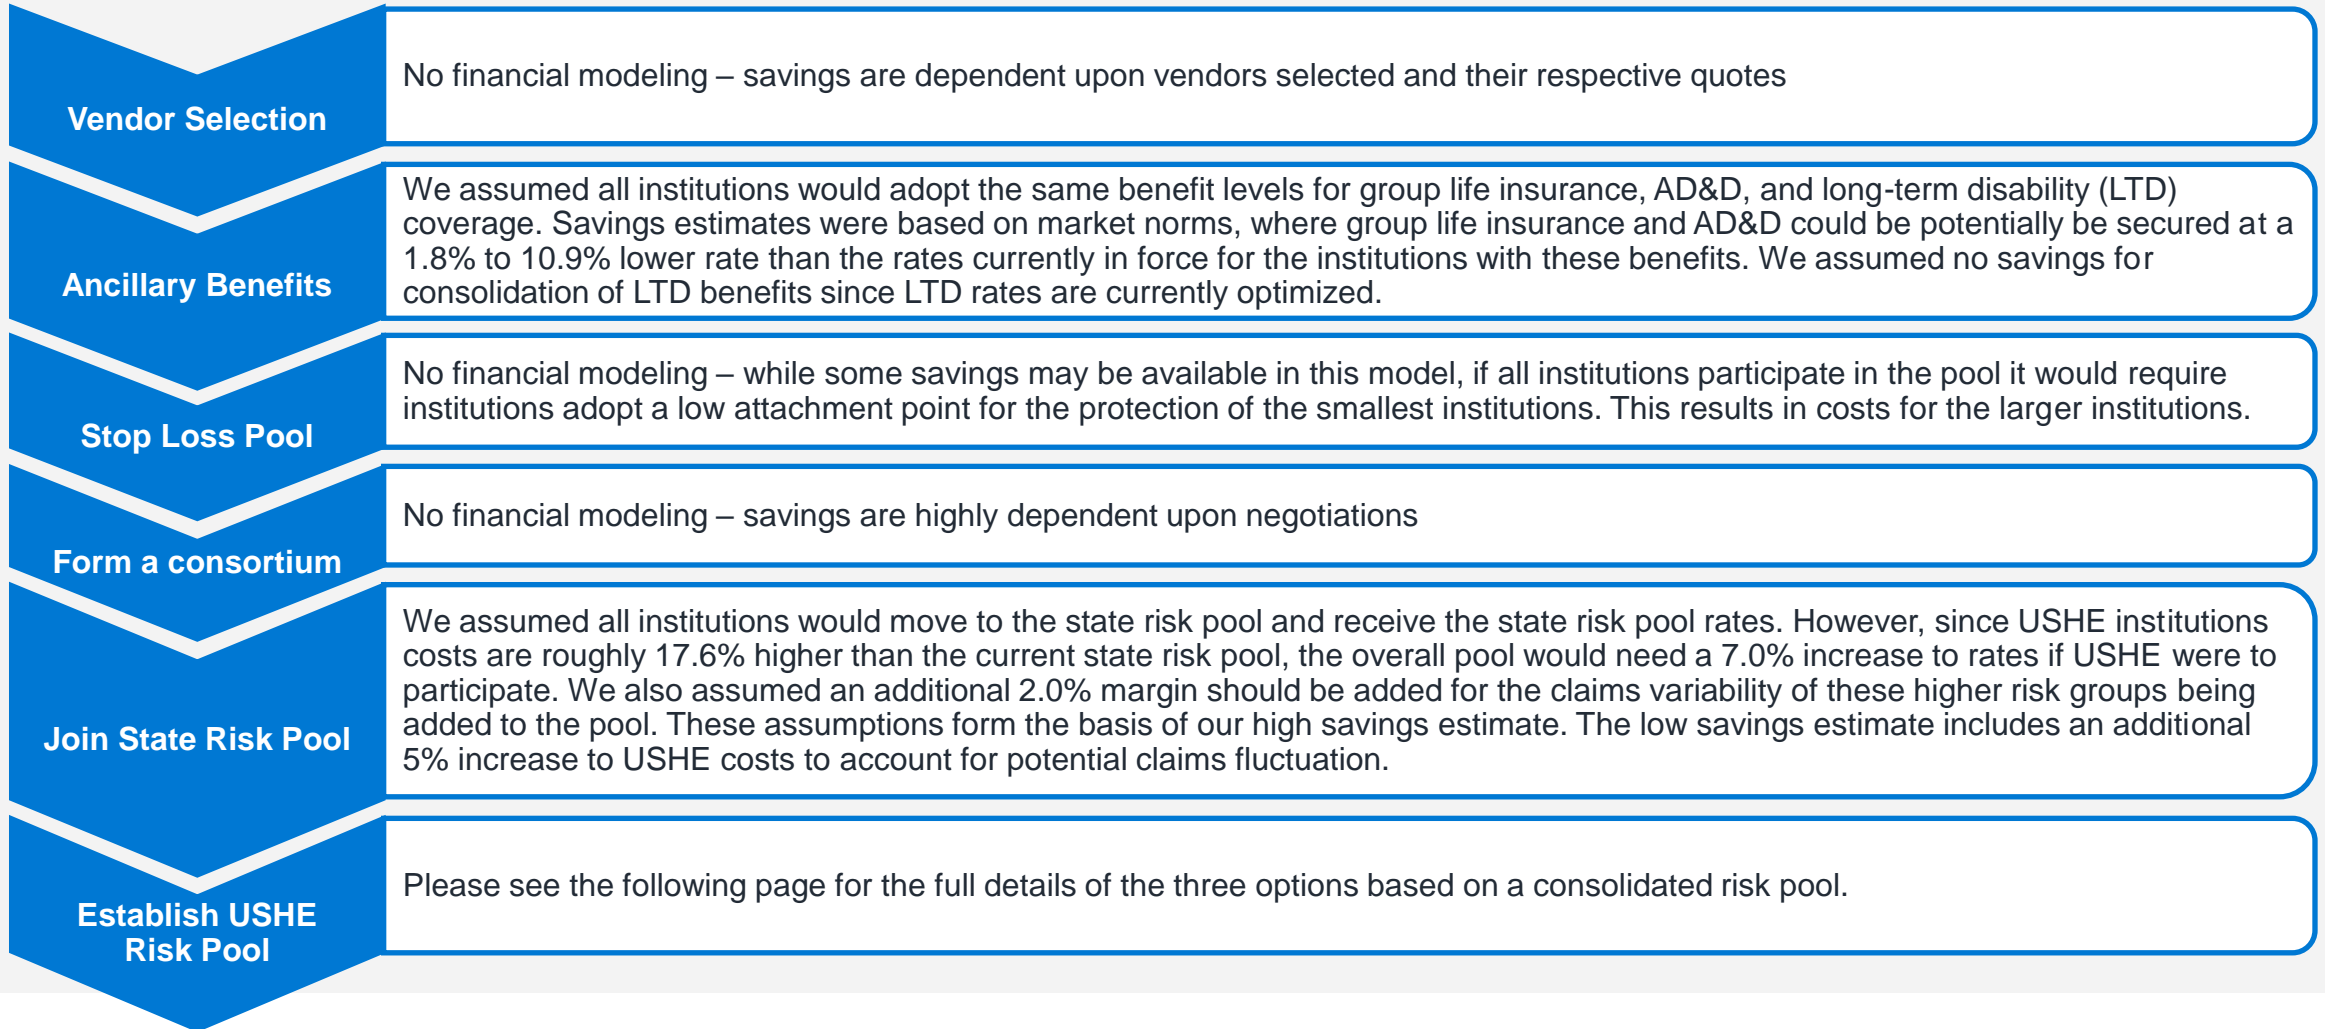 Vendor Selection
No financial modeling – savings are dependent upon vendors selected and their respective quotes
Ancillary Benefits
We assumed all institutions would adopt the same benefit levels for group life insurance, AD&D, and long-term disability (LTD)
coverage. Savings estimates were based on market norms, where group life insurance and AD&D could be potentially be secured at a
1.8% to 10.9% lower rate than the rates currently in force for the institutions with these benefits. We assumed no savings for
consolidation of LTD benefits since LTD rates are currently optimized.
Stop Loss Pool
No financial modeling – while some savings may be available in this model, if all institutions participate in the pool it would require
institutions adopt a low attachment point for the protection of the smallest institutions. This results in costs for the larger institutions.
Form a consortium
No financial modeling – savings are highly dependent upon negotiations
Join State Risk Pool
We assumed all institutions would move to the state risk pool and receive the state risk pool rates. However, since USHE institutions
costs are roughly 17.6% higher than the current state risk pool, the overall pool would need a 7.0% increase to rates if USHE were to
participate. We also assumed an additional 2.0% margin should be added for the claims variability of these higher risk groups being
added to the pool. These assumptions form the basis of our high savings estimate. The low savings estimate includes an additional
5% increase to USHE costs to account for potential claims fluctuation.
Establish USHE
Risk Pool
Please see the following page for the full details of the three options based on a consolidated risk pool.